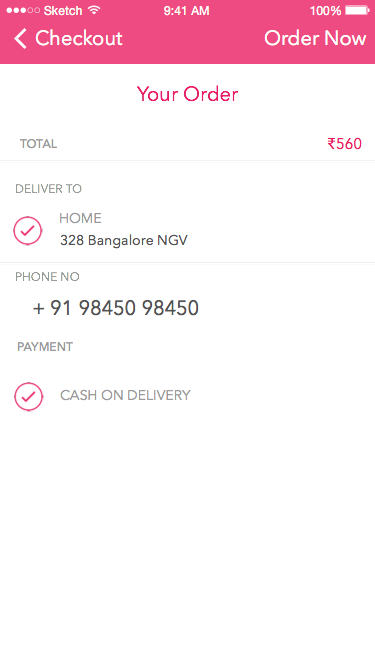 Sketch 9:41 AM 100%
Checkout Order Now
Your Order
TOTAL ₹560
DELIVER TO
HOME
328 Bangalore NGV
PHONE NO
+ 91 98450 98450
PAYMENT
CASH ON DELIVERY